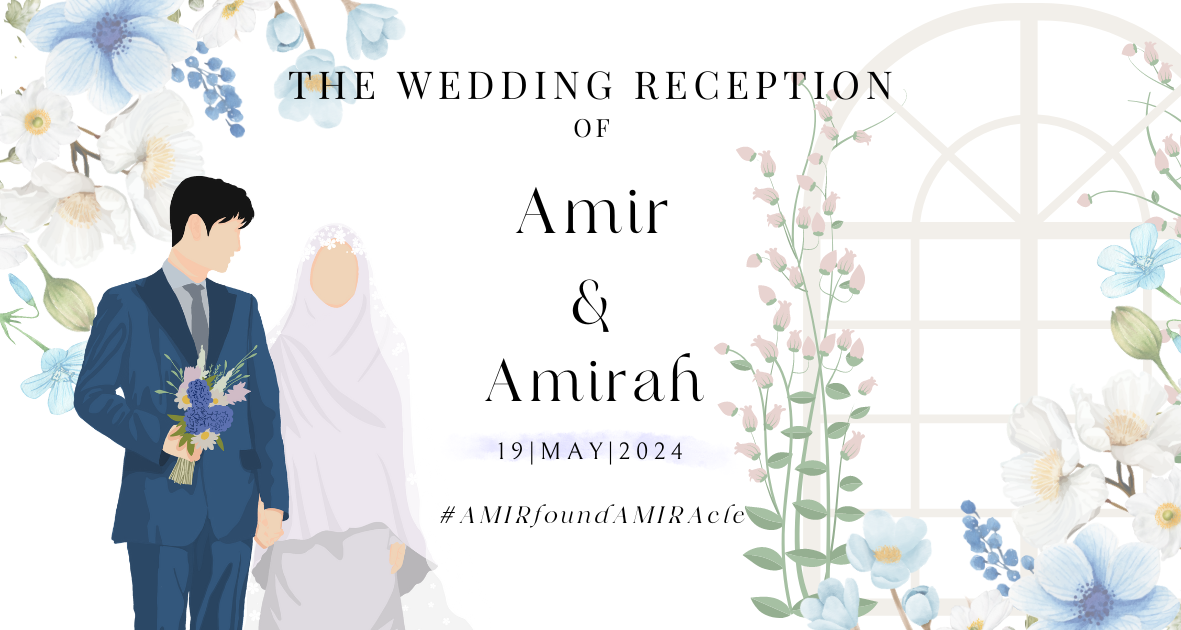 THE WEDDING RECEPTION
OF
Amir
&
Amirah
19|MAY|2024
#AMIRfoundAMIRAcle